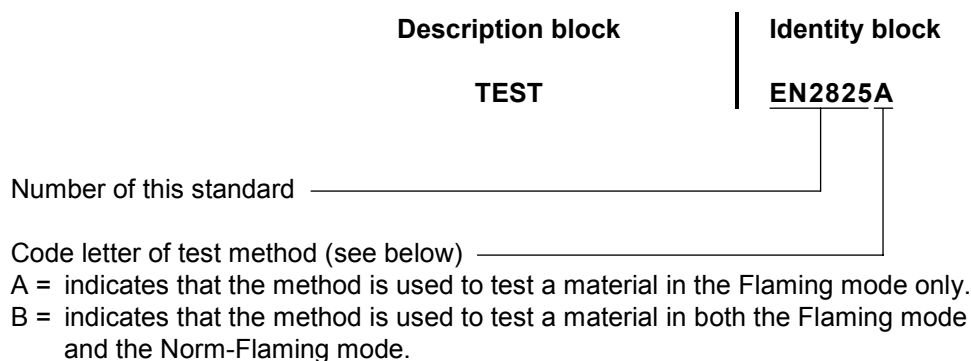 Description block Identity block
TEST EN2825A
Number of this standard
Code letter of test method (see below)
A = indicates that the method is used to test a material in the Flaming mode only.
B = indicates that the method is used to test a material in both the Flaming mode
and the Norm-Flaming mode.